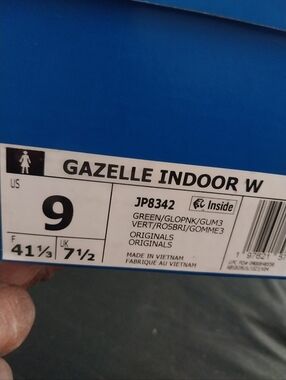 GAZELLE INDOOR W
US
9
F
41⅓
UK
7½
JP8342
Inside
GREEN/GLOPNK/GUM3
VERT/ROSBRI/GOMME3
ORIGINALS
ORIGINALS
MADE IN VIETNAM
FABRIQUE AU VIETNAM